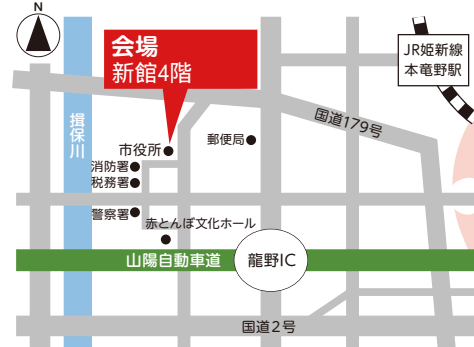 N
会場
新館4階
JR姫新線
本竜野駅
国道179号
揖保川
市役所
郵便局
消防署
税務署
警察署
赤とんぼ文化ホール
山陽自動車道
龍野IC
国道2号